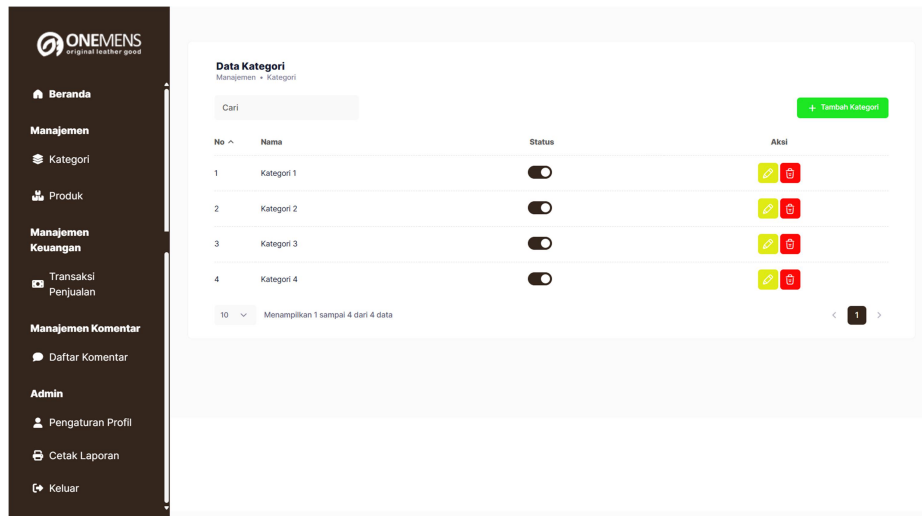 ONEMENS
original leather good
Beranda
Manajemen
Kategori
Produk
Manajemen
Keuangan
Transaksi
Penjualan
Manajemen Komentar
Daftar Komentar
Admin
Pengaturan Profil
Cetak Laporan
Keluar
Data Kategori
Manajemen • Kategori
Cari
+ Tambah Kategori
No Nama Status Aksi
1 Kategori 1
2 Kategori 2
3 Kategori 3
4 Kategori 4
10 Menampilkan 1 sampai 4 dari 4 data < 1 >